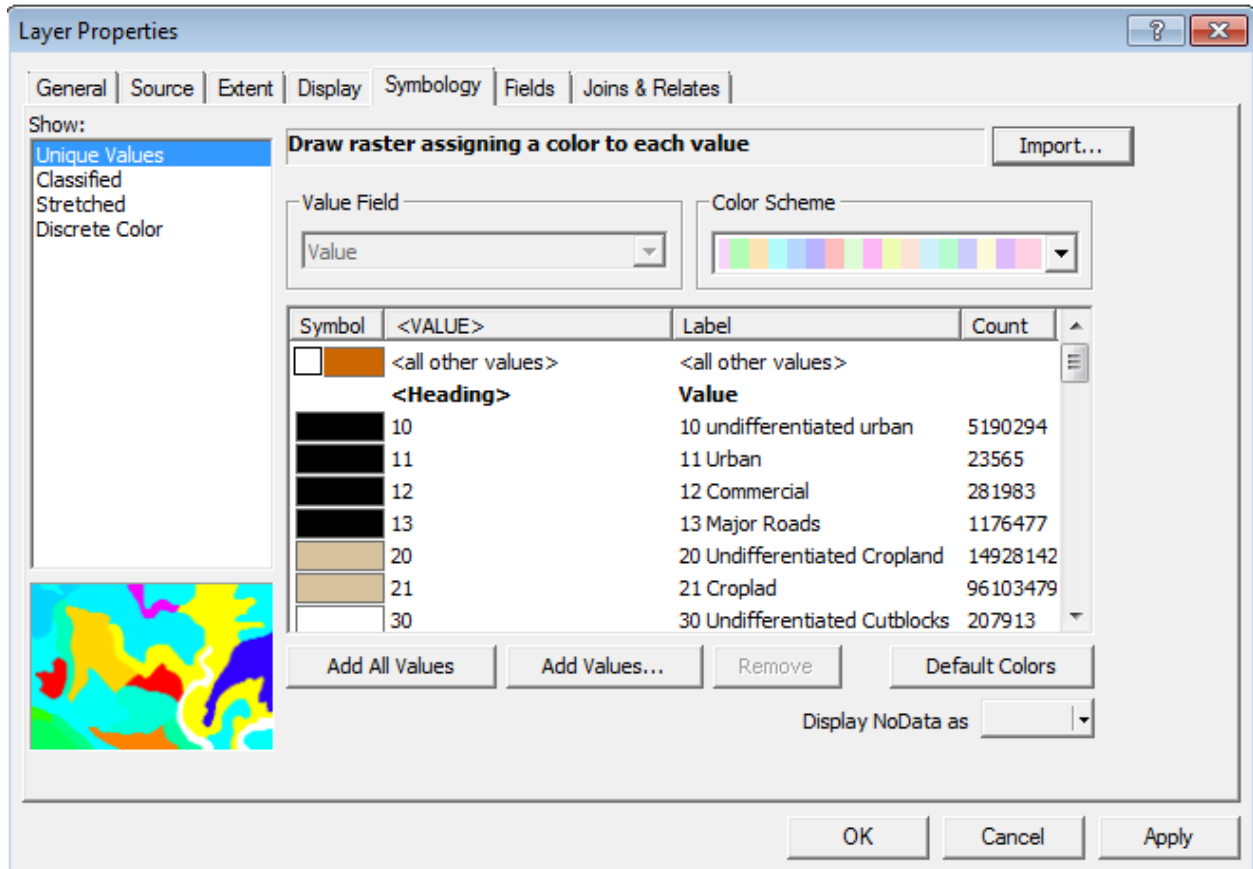 Layer Properties
General Source Extent Display Symbology Fields Joins & Relates
Show:
Unique Values
Classified
Stretched
Discrete Color
Draw raster assigning a color to each value
Import...
Value Field
Value
Color Scheme
Symbol <VALUE> Label Count
<all other values> <all other values>
<Heading> Value
10 10 undifferentiated urban 5190294
11 11 Urban 23565
12 12 Commercial 281983
13 13 Major Roads 1176477
20 20 Undifferentiated Cropland 14928142
21 21 Croplad 96103479
30 30 Undifferentiated Cutblocks 207913
Add All Values Add Values... Remove Default Colors
Display NoData as
OK Cancel Apply